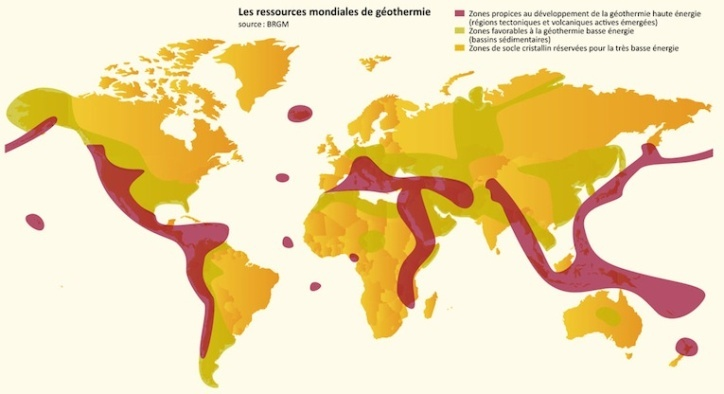 Les ressources mondiales de géothermie
source : BRGM
Zones propices au développement de la géothermie haute énergie
(régions tectoniques et volcaniques actives émergées)
Zones favorables à la géothermie basse énergie
(bassins sédimentaires)
Zones de socle cristallin réservées pour la très basse énergie